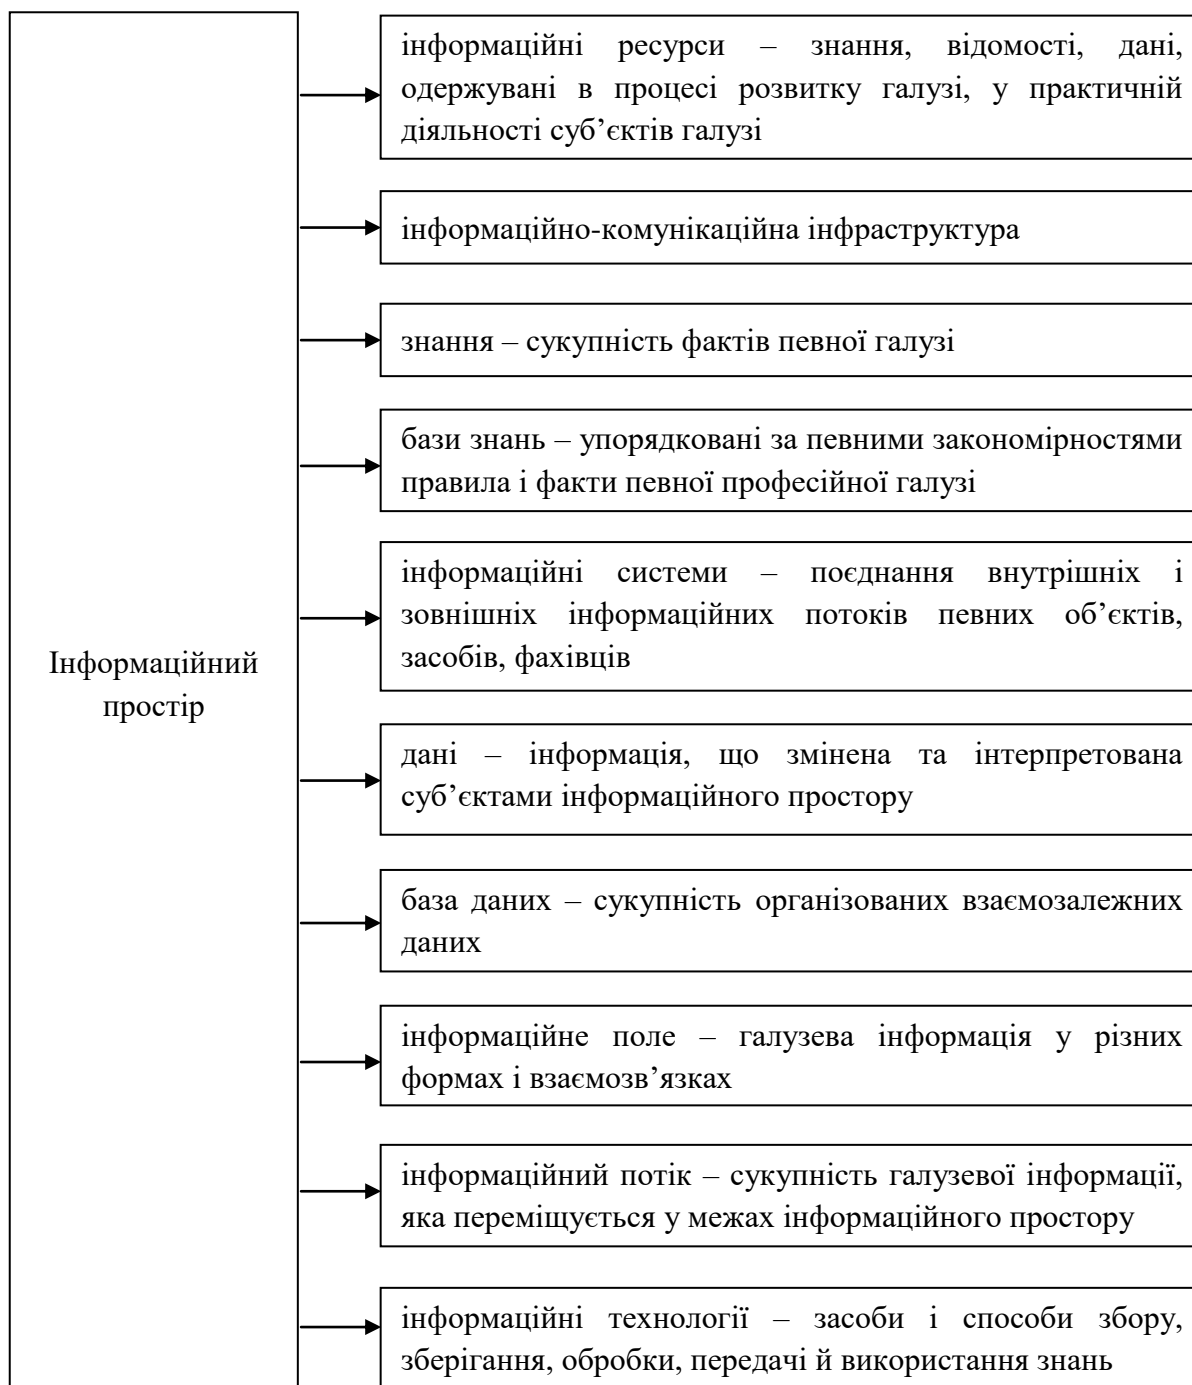 інформаційні ресурси – знання, відомості, дані,
одержувані в процесі розвитку галузі, у практичній
діяльності суб’єктів галузі
інформаційно-комунікаційна інфраструктура
знання – сукупність фактів певної галузі
бази знань – упорядковані за певними закономірностями
правила і факти певної професійної галузі
інформаційні системи – поєднання внутрішніх і
зовнішніх інформаційних потоків певних об’єктів,
засобів, фахівців
Інформаційний
простір
дані – інформація, що змінена та інтерпретована
суб’єктами інформаційного простору
база даних – сукупність організованих взаємозалежних
даних
інформаційне поле – галузева інформація у різних
формах і взаємозв’язках
інформаційний потік – сукупність галузевої інформації,
яка переміщується у межах інформаційного простору
інформаційні технології – засоби і способи збору,
зберігання, обробки, передачі й використання знань